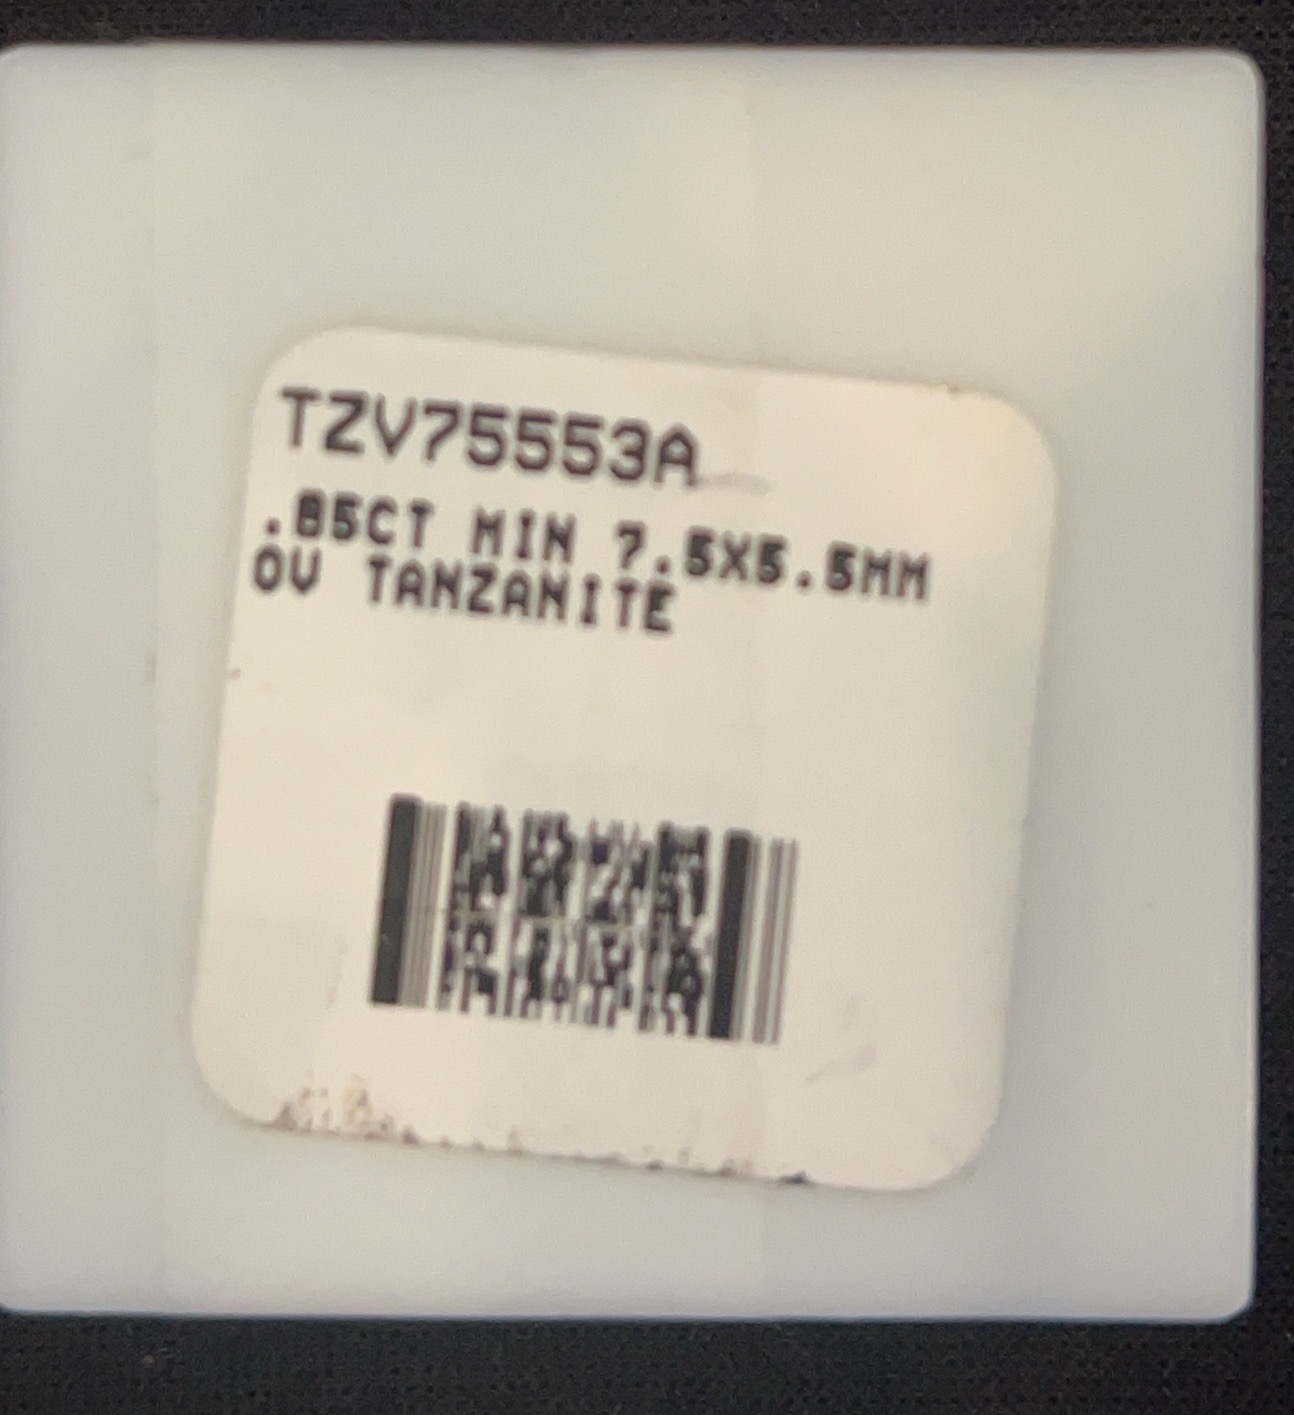 TZV75553A
.85CT MIN 7.5X5.5MM
OV TANZANITE